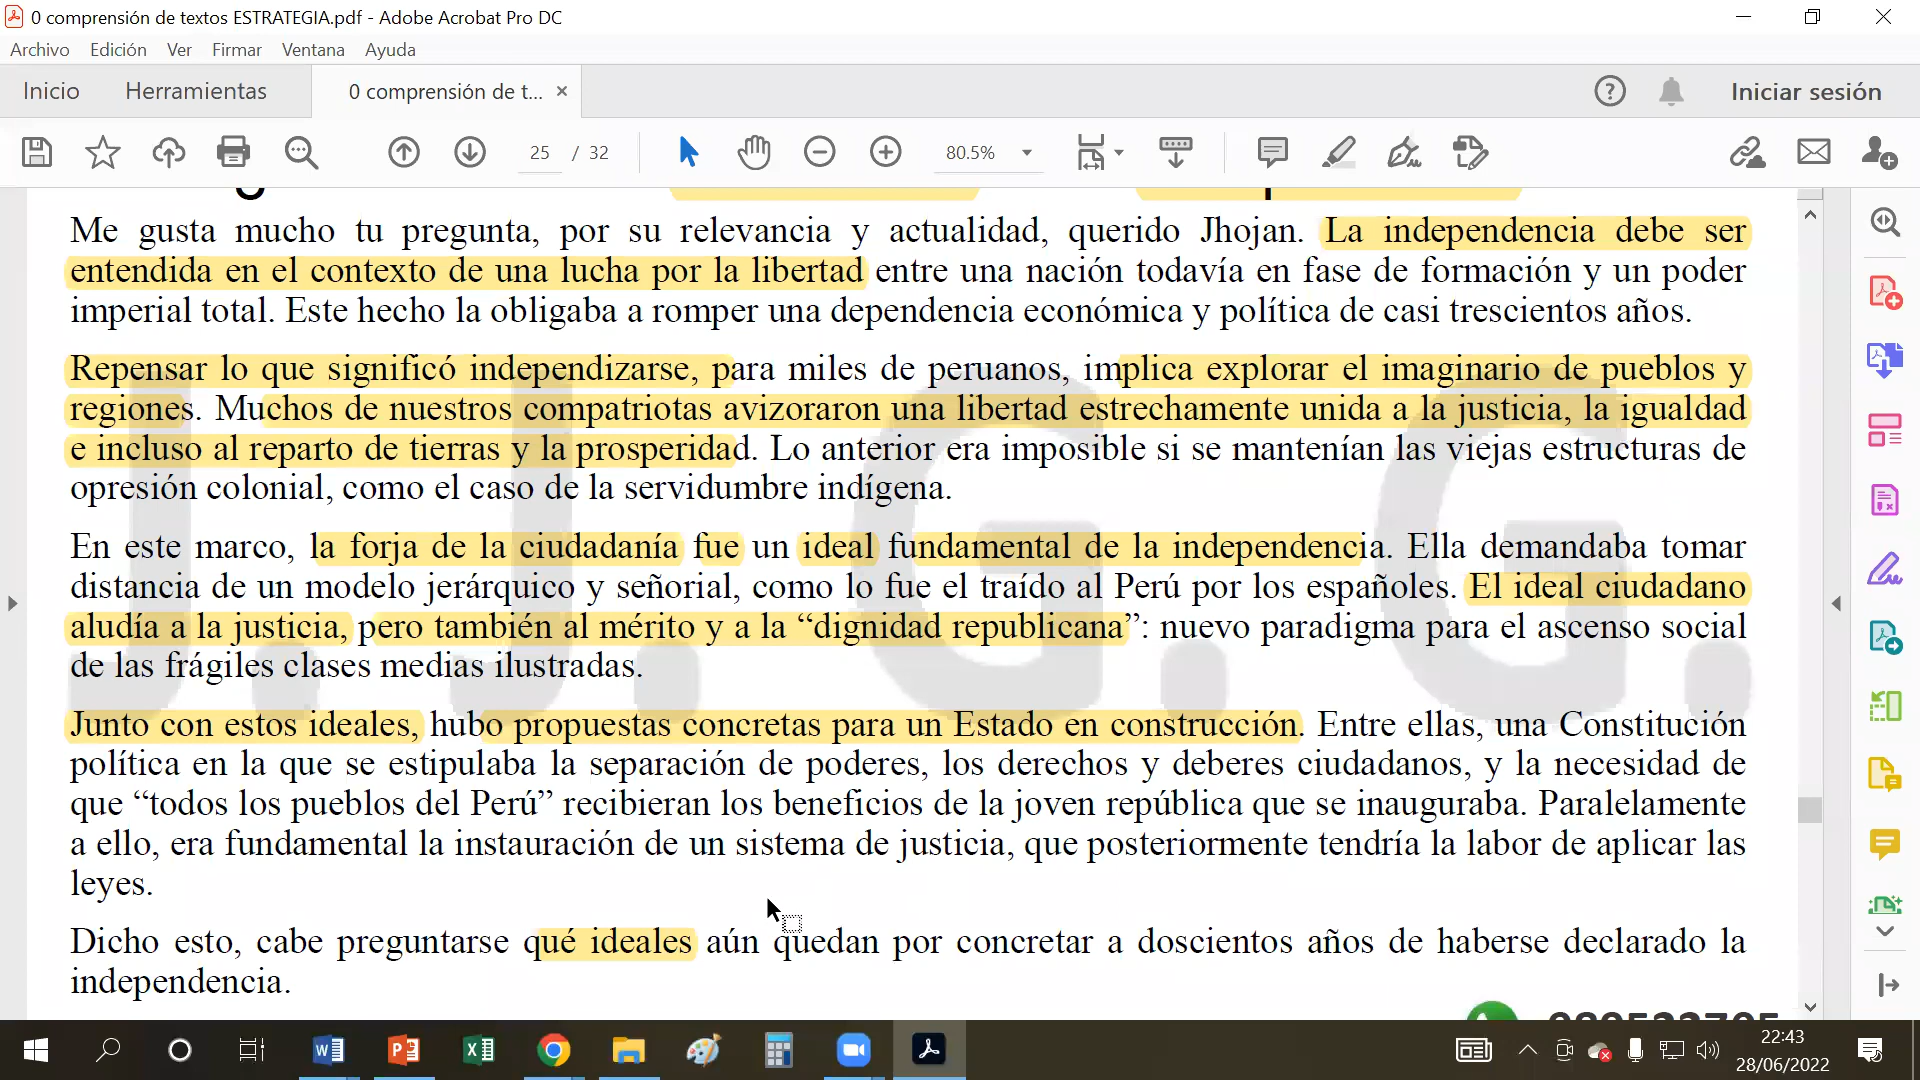 0 comprensión de textos ESTRATEGIA.pdf - Adobe Acrobat Pro DC
Archivo Edición Ver Firmar Ventana Ayuda
Inicio Herramientas 0 comprensión de t... × Iniciar sesión
25 / 32 80.5%
Me gusta mucho tu pregunta, por su relevancia y actualidad, querido Jhojan. La independencia debe ser
entendida en el contexto de una lucha por la libertad entre una nación todavía en fase de formación y un poder
imperial total. Este hecho la obligaba a romper una dependencia económica y política de casi trescientos años.
Repensar lo que significó independizarse, para miles de peruanos, implica explorar el imaginario de pueblos y
regiones. Muchos de nuestros compatriotas avizoraron una libertad estrechamente unida a la justicia, la igualdad
e incluso al reparto de tierras y la prosperidad. Lo anterior era imposible si se mantenían las viejas estructuras de
opresión colonial, como el caso de la servidumbre indígena.
En este marco, la forja de la ciudadanía fue un ideal fundamental de la independencia. Ella demandaba tomar
distancia de un modelo jerárquico y señorial, como lo fue el traído al Perú por los españoles. El ideal ciudadano
aludía a la justicia, pero también al mérito y a la “dignidad republicana”: nuevo paradigma para el ascenso social
de las frágiles clases medias ilustradas.
Junto con estos ideales, hubo propuestas concretas para un Estado en construcción. Entre ellas, una Constitución
política en la que se estipulaba la separación de poderes, los derechos y deberes ciudadanos, y la necesidad de
que “todos los pueblos del Perú” recibieran los beneficios de la joven república que se inauguraba. Paralelamente
a ello, era fundamental la instauración de un sistema de justicia, que posteriormente tendría la labor de aplicar las
leyes.
Dicho esto, cabe preguntarse qué ideales aún quedan por concretar a doscientos años de haberse declarado la
independencia.
J. J. G. G.
22:43
28/06/2022